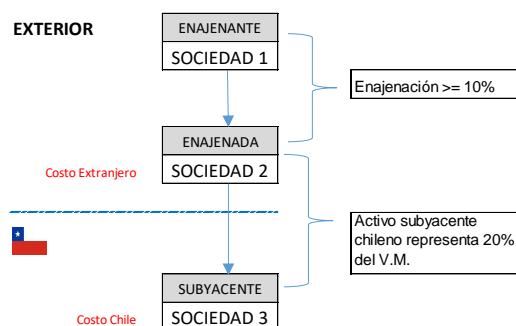 EXTERIOR
ENAJENANTE
SOCIEDAD 1
Enajenación >= 10%
ENAJENADA
SOCIEDAD 2
Costo Extranjero
Activo subyacente
chileno representa 20%
del V.M.
SUBYACENTE
SOCIEDAD 3
Costo Chile